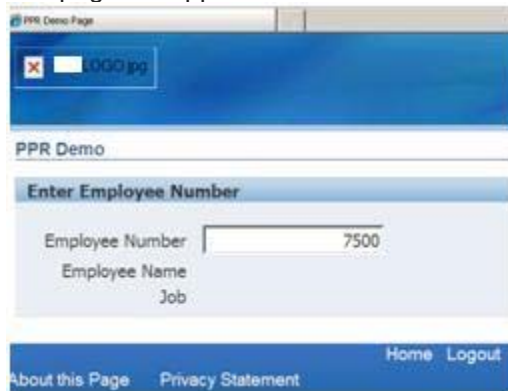 PPR Demo Page
LOGO.jpg
PPR Demo
Enter Employee Number
Employee Number 7500
Employee Name
Job
Home Logout
About this Page Privacy Statement